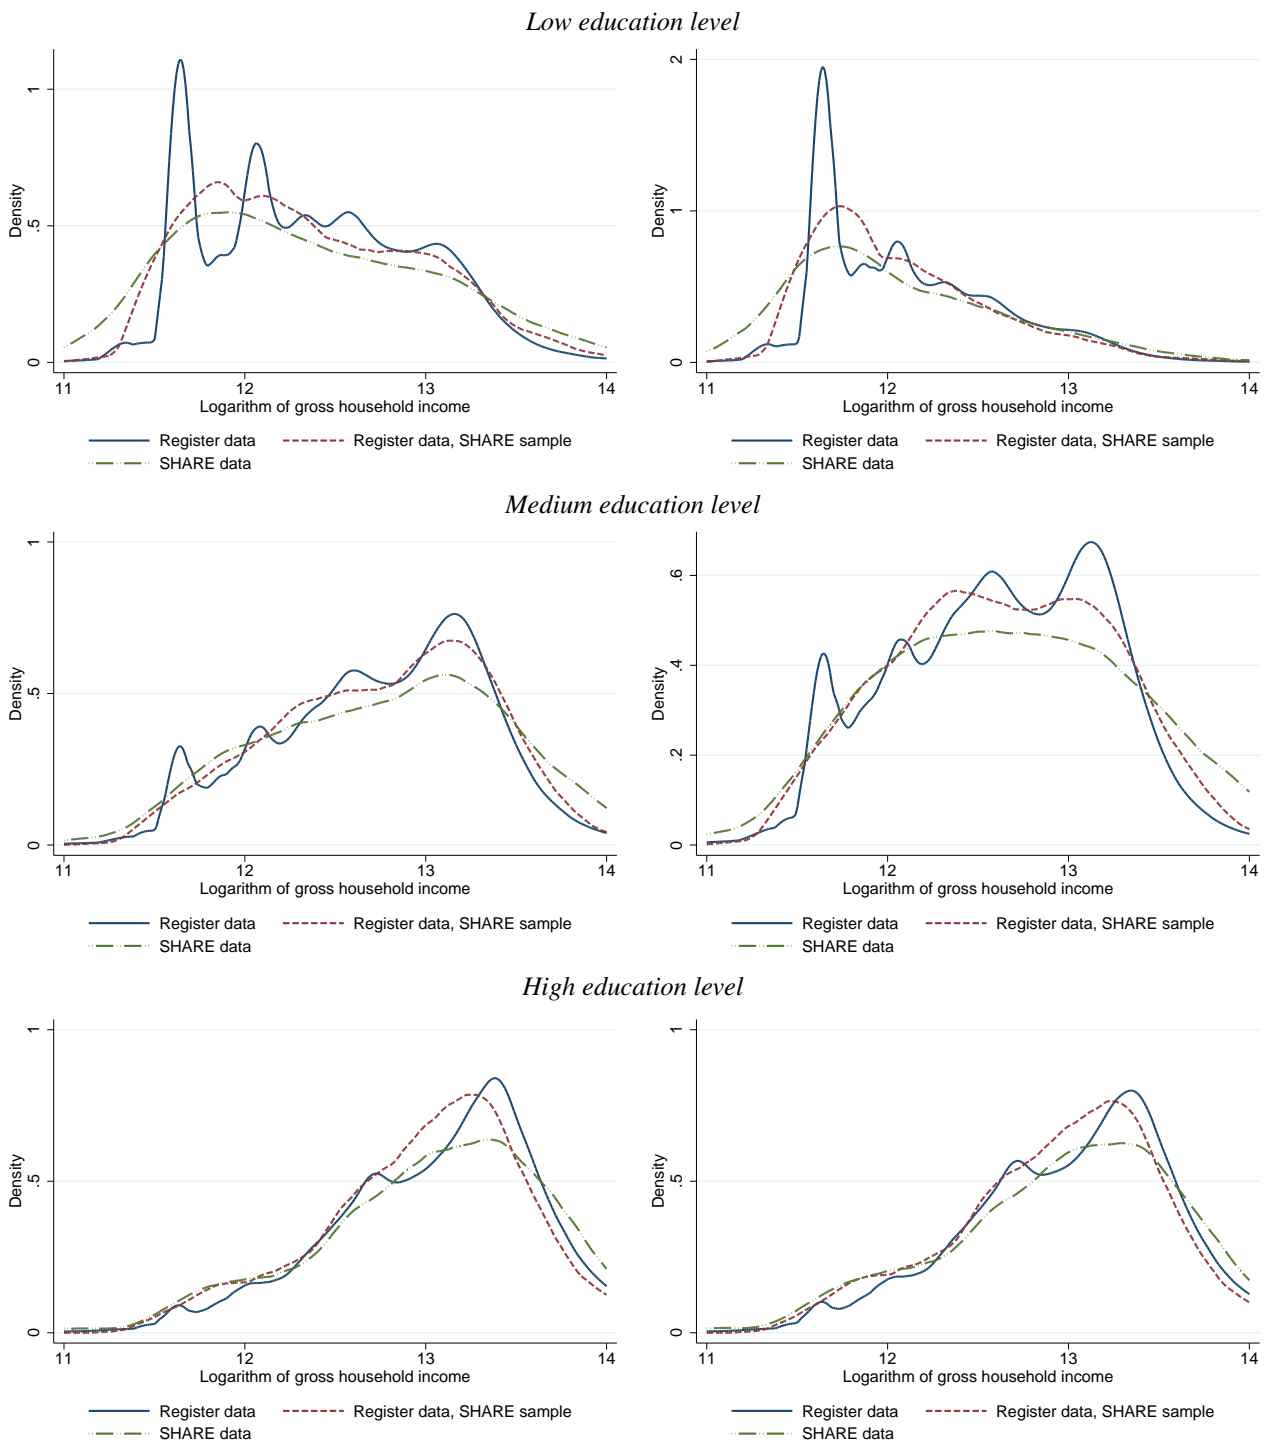 Low education level
Density
0
.5
1
11
12
13
14
Logarithm of gross household income
Register data
Register data, SHARE sample
SHARE data
Density
0
1
2
11
12
13
14
Logarithm of gross household income
Register data
Register data, SHARE sample
SHARE data
Medium education level
Density
0
.5
1
11
12
13
14
Logarithm of gross household income
Register data
Register data, SHARE sample
SHARE data
Density
0
.2
.4
.6
11
12
13
14
Logarithm of gross household income
Register data
Register data, SHARE sample
SHARE data
High education level
Density
0
.5
1
11
12
13
14
Logarithm of gross household income
Register data
Register data, SHARE sample
SHARE data
Density
0
.5
1
11
12
13
14
Logarithm of gross household income
Register data
Register data, SHARE sample
SHARE data